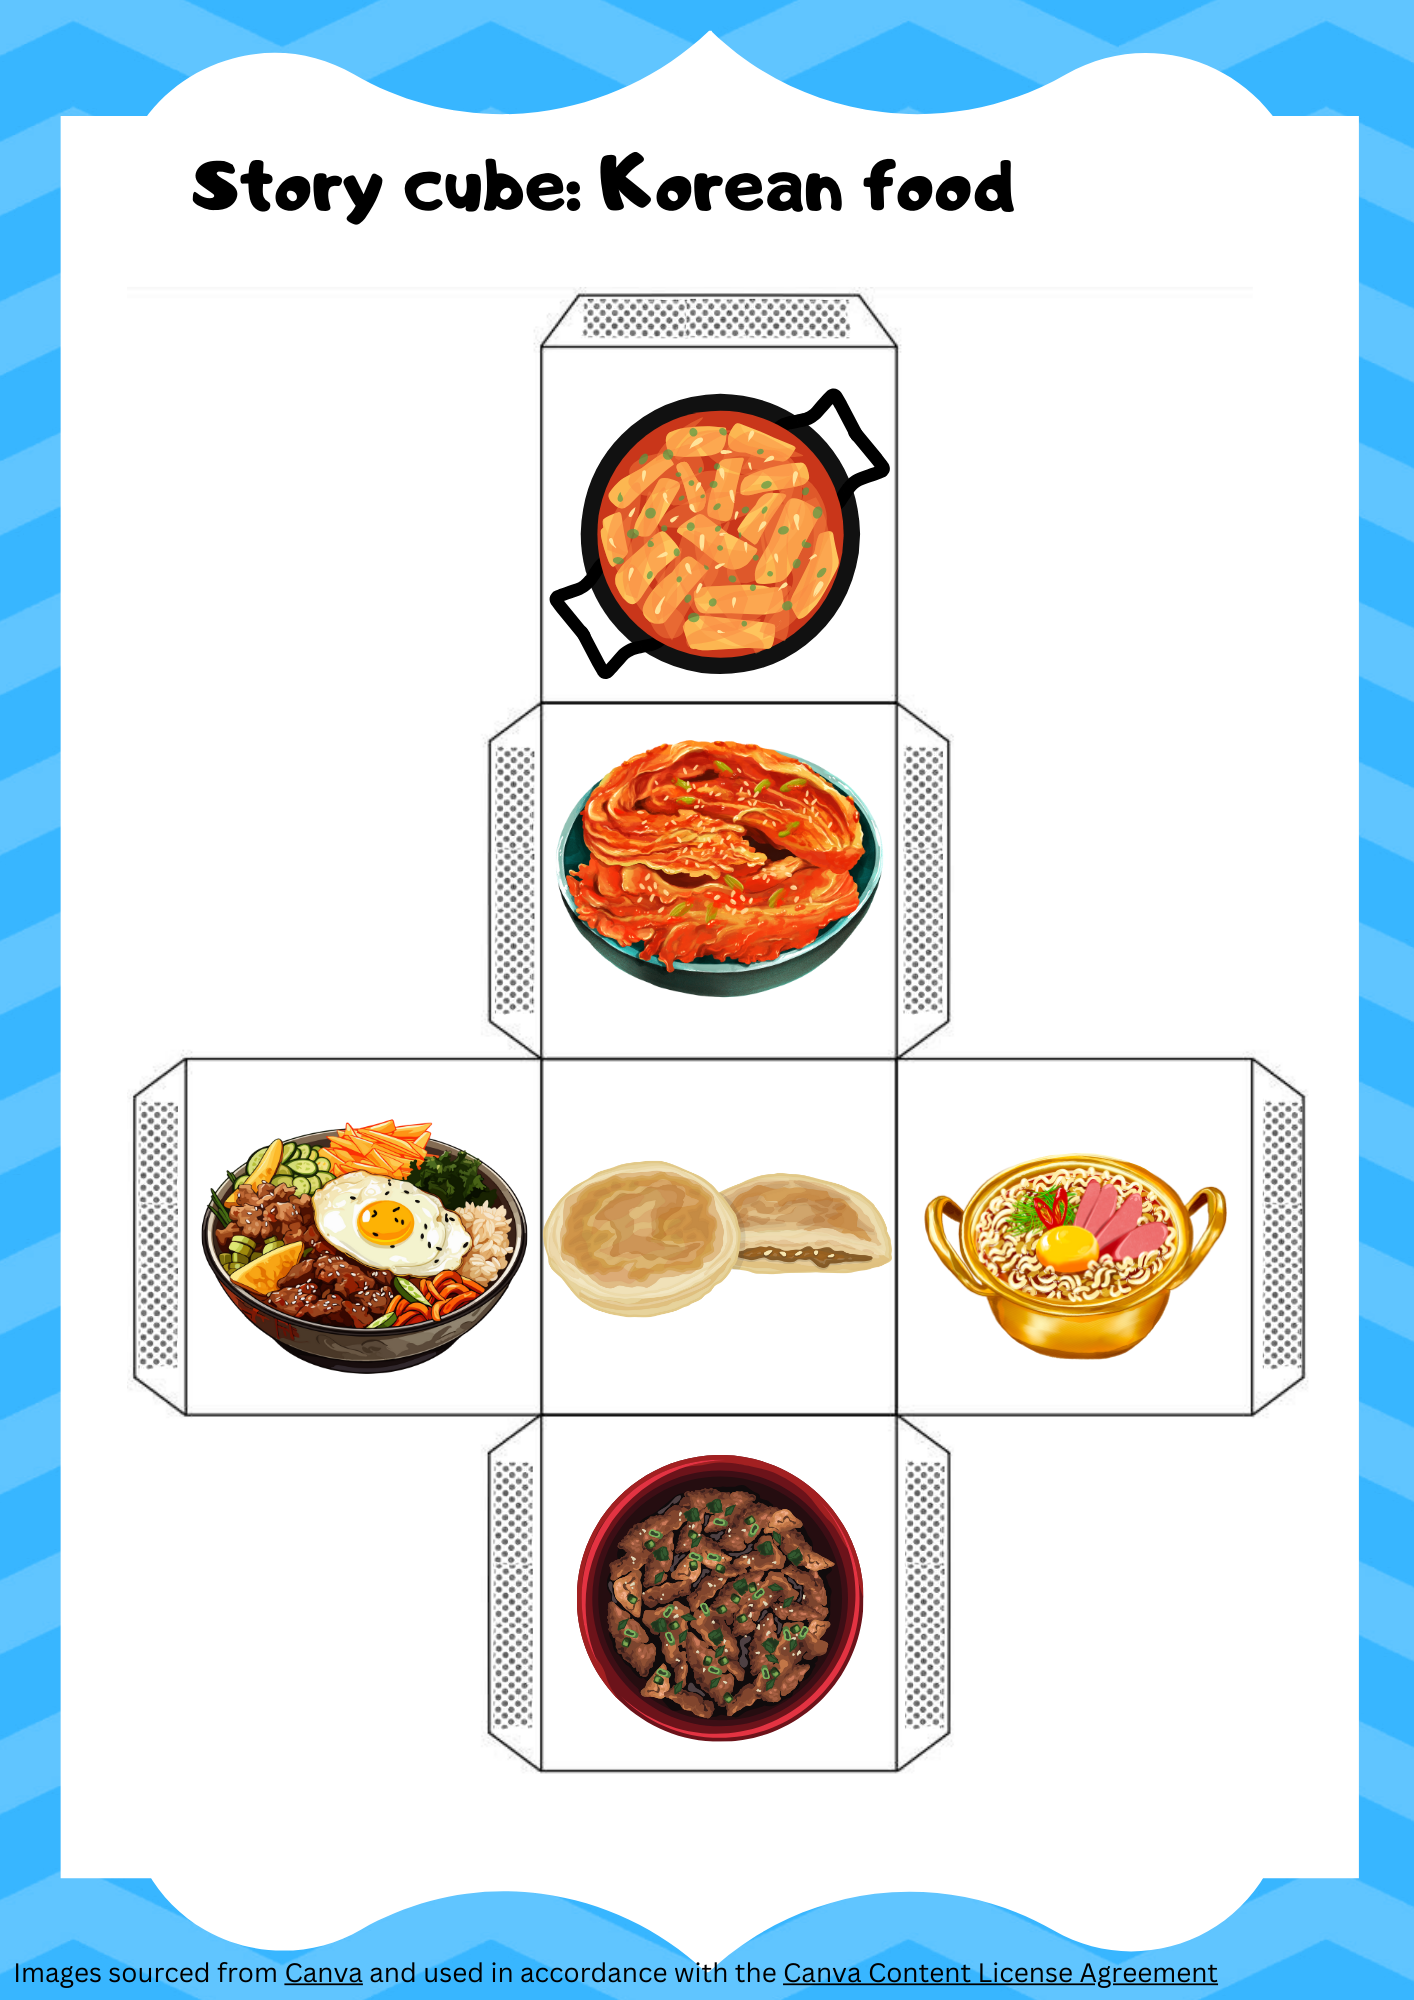 Story cube: Korean food
Images sourced from Canva and used in accordance with the Canva Content License Agreement